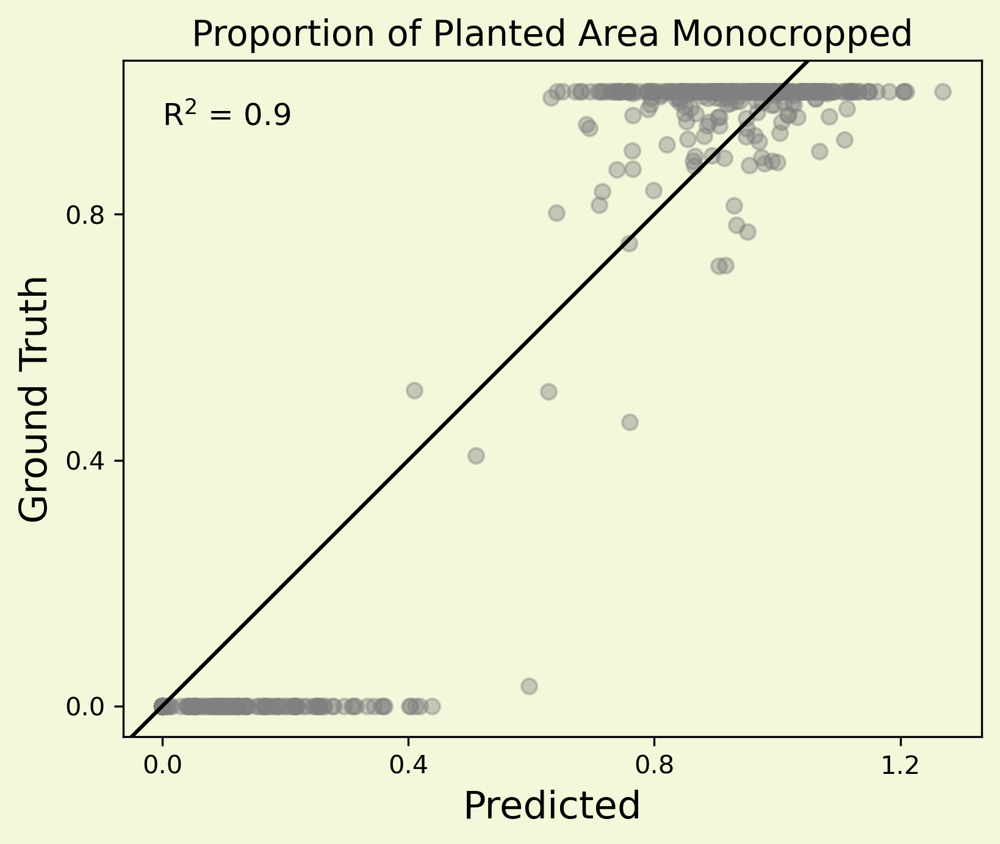 Proportion of Planted Area Monocropped
R² = 0.9
0.8
0.4
0.0
Ground Truth
0.0 0.4 0.8 1.2
Predicted